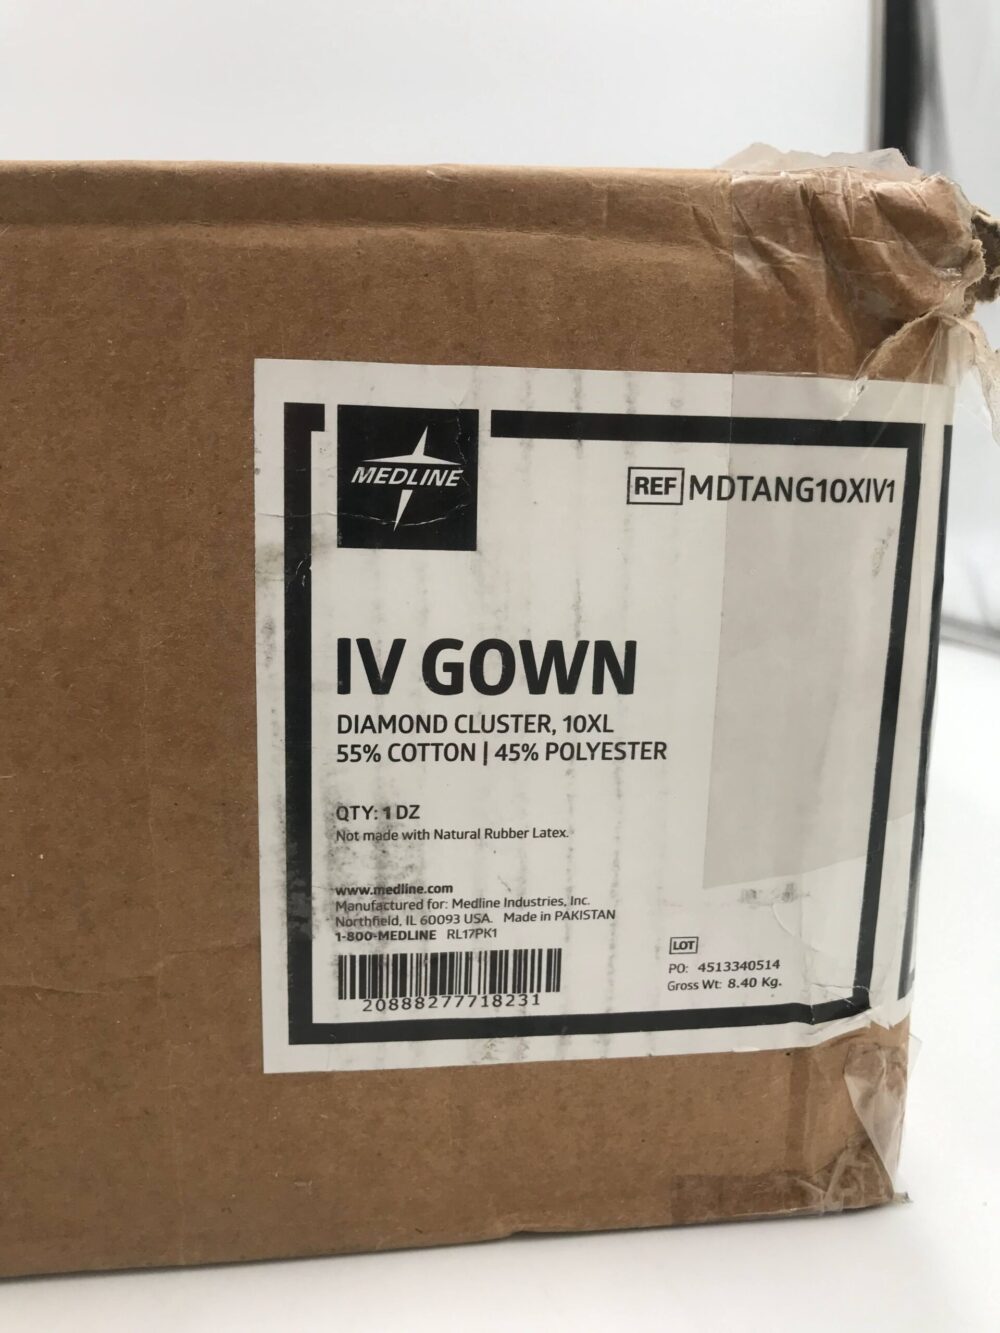 MEDLINE
REF MDTANG10XIV1
IV GOWN
DIAMOND CLUSTER, 10XL
55% COTTON | 45% POLYESTER
QTY: 1 DZ
Not made with Natural Rubber Latex.
www.medline.com
Manufactured for: Medline Industries, Inc.
Northfield, IL 60093 USA. Made in PAKISTAN
1-800-MEDLINE RL17PK1
20888277718231
LOT
PO: 4513340514
Gross Wt: 8.40 Kg.